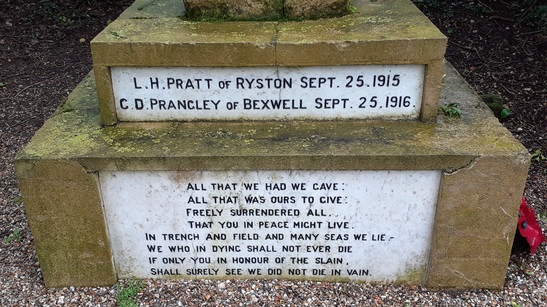 L.H. PRATT OF RYSTON SEPT. 25. 1915
G.D. PRANGLEY OF BEXWELL SEPT. 25. 1916.
ALL THAT WE HAD WE GAVE:
ALL THAT WAS OURS TO GIVE:
FREELY SURRENDERED ALL,
THAT YOU IN PEACE MIGHT LIVE.
IN TRENCH AND FIELD AND MANY SEAS WE LIE:-
WE WHO IN DYING SHALL NOT EVER DIE
IF ONLY YOU IN HONOUR OF THE SLAIN,
SHALL SURELY SEE WE DID NOT DIE IN VAIN.